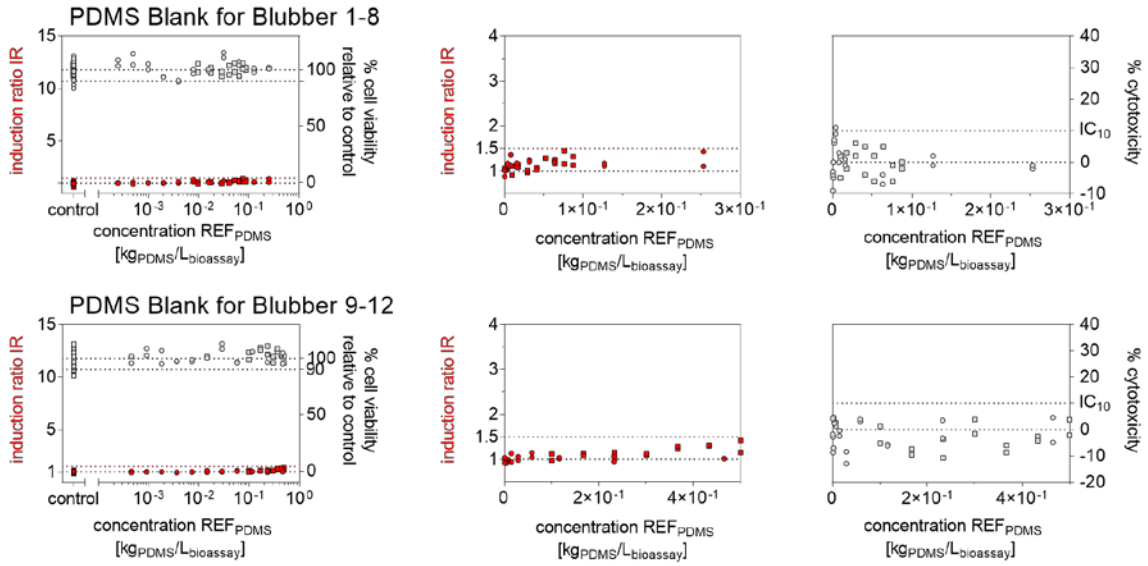 PDMS Blank for Blubber 1-8
induction ratio IR
15
10
5
control
10⁻³
10⁻²
10⁻¹
10⁰
100
50
0
% cell viability
relative to control
concentration REF_PDMS
[kg_PDMS/L_bioassay]
induction ratio IR
4
3
2
1.5
1
0
1×10⁻¹
2×10⁻¹
3×10⁻¹
concentration REF_PDMS
[kg_PDMS/L_bioassay]
40
30
20
IC₁₀
0
-10
% cytotoxicity
0
1×10⁻¹
2×10⁻¹
3×10⁻¹
concentration REF_PDMS
[kg_PDMS/L_bioassay]
PDMS Blank for Blubber 9-12
induction ratio IR
15
10
5
1
control
10⁻³
10⁻²
10⁻¹
10⁰
100
90
50
0
% cell viability
relative to control
concentration REF_PDMS
[kg_PDMS/L_bioassay]
induction ratio IR
4
3
2
1.5
1
0
2×10⁻¹
4×10⁻¹
concentration REF_PDMS
[kg_PDMS/L_bioassay]
40
30
20
IC₁₀
0
-10
-20
% cytotoxicity
0
2×10⁻¹
4×10⁻¹
concentration REF_PDMS
[kg_PDMS/L_bioassay]